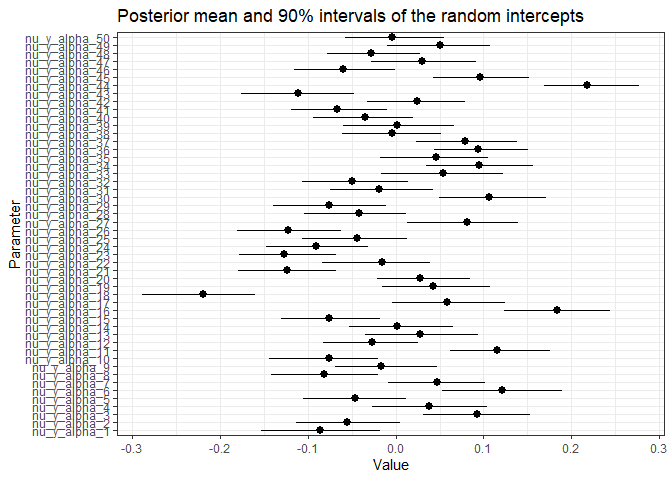 Posterior mean and 90% intervals of the random intercepts
Parameter
nu_y_alpha_50
nu_y_alpha_49
nu_y_alpha_48
nu_y_alpha_47
nu_y_alpha_46
nu_y_alpha_45
nu_y_alpha_44
nu_y_alpha_43
nu_y_alpha_42
nu_y_alpha_41
nu_y_alpha_40
nu_y_alpha_39
nu_y_alpha_38
nu_y_alpha_37
nu_y_alpha_36
nu_y_alpha_35
nu_y_alpha_34
nu_y_alpha_33
nu_y_alpha_32
nu_y_alpha_31
nu_y_alpha_30
nu_y_alpha_29
nu_y_alpha_28
nu_y_alpha_27
nu_y_alpha_26
nu_y_alpha_25
nu_y_alpha_24
nu_y_alpha_23
nu_y_alpha_22
nu_y_alpha_21
nu_y_alpha_20
nu_y_alpha_19
nu_y_alpha_18
nu_y_alpha_17
nu_y_alpha_16
nu_y_alpha_15
nu_y_alpha_14
nu_y_alpha_13
nu_y_alpha_12
nu_y_alpha_11
nu_y_alpha_10
nu_y_alpha_9
nu_y_alpha_8
nu_y_alpha_7
nu_y_alpha_6
nu_y_alpha_5
nu_y_alpha_4
nu_y_alpha_3
nu_y_alpha_2
nu_y_alpha_1
-0.3 -0.2 -0.1 0.0 0.1 0.2 0.3
Value